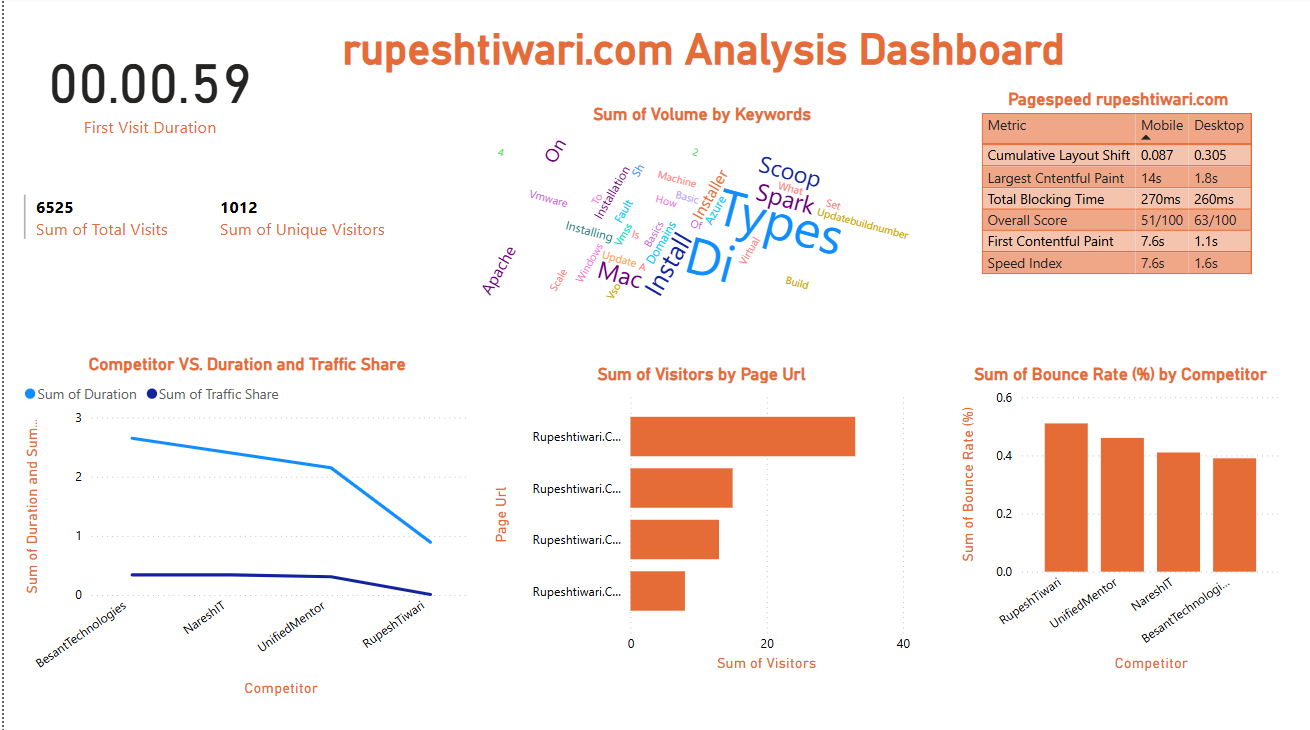 rupeshtiwari.com Analysis Dashboard
00.00.59
First Visit Duration
6525
Sum of Total Visits
1012
Sum of Unique Visitors
Sum of Volume by Keywords
4
On
2
Sh
Scoop
Installation
To
Machine
Installer
What
Vmware
Basic
Spark
Set
How
Azure
Types
Updatebuildnumber
Fault
Of
Installing
Vmss
Is
Basics
Domains
Virtual
Apache
Windows
Update A
Install
Di
Scale
Mac
Vso
Build
Pagespeed rupeshtiwari.com
Metric Mobile Desktop
Cumulative Layout Shift 0.087 0.305
Largest Cntentful Paint 14s 1.8s
Total Blocking Time 270ms 260ms
Overall Score 51/100 63/100
First Contentful Paint 7.6s 1.1s
Speed Index 7.6s 1.6s
Competitor VS. Duration and Traffic Share
Sum of Duration Sum of Traffic Share
Sum of Duration and Sum...
3
2
1
0
BesantTechnologies
NareshIT
UnifiedMentor
RupeshTiwari
Competitor
Sum of Visitors by Page Url
Page Url
Rupeshtiwari.C...
Rupeshtiwari.C...
Rupeshtiwari.C...
Rupeshtiwari.C...
0 20 40
Sum of Visitors
Sum of Bounce Rate (%) by Competitor
Sum of Bounce Rate (%)
0.6
0.4
0.2
0.0
RupeshTiwari
UnifiedMentor
NareshIT
BesantTechnologi...
Competitor